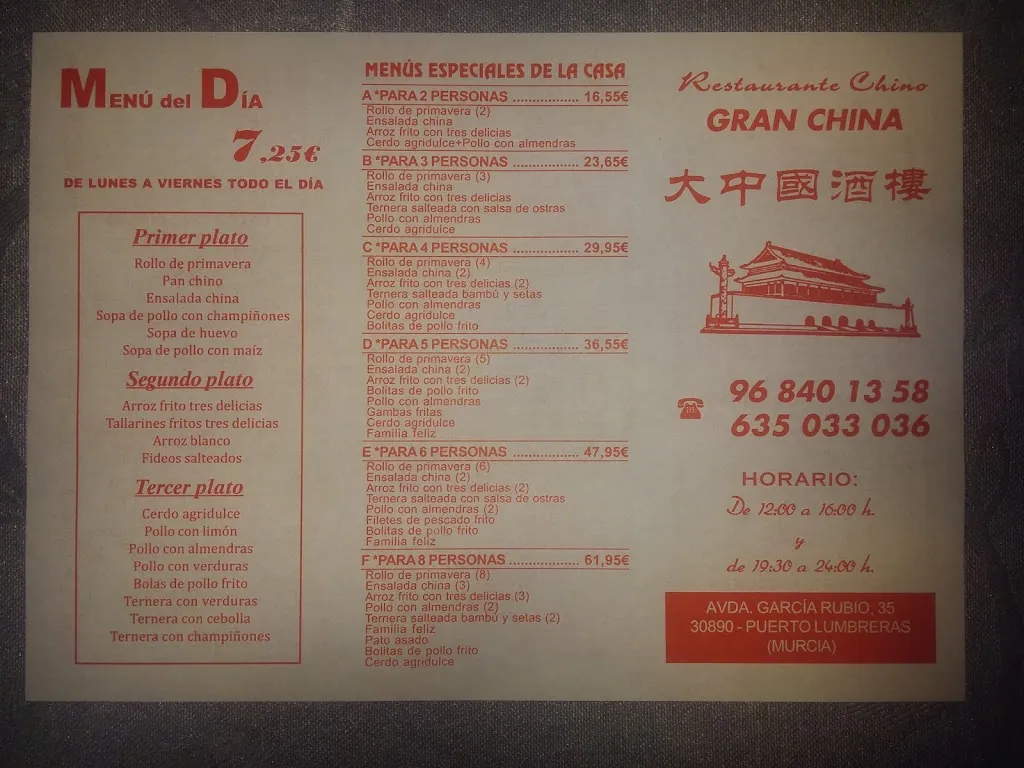 MENÚ del DÍA
7,25€
DE LUNES A VIERNES TODO EL DÍA
Primer plato
Rollo de primavera
Pan chino
Ensalada china
Sopa de pollo con champiñones
Sopa de huevo
Sopa de pollo con maíz
Segundo plato
Arroz frito tres delicias
Tallarines fritos tres delicias
Arroz blanco
Fideos salteados
Tercer plato
Cerdo agridulce
Pollo con limón
Pollo con almendras
Pollo con verduras
Bolas de pollo frito
Ternera con verduras
Ternera con cebolla
Ternera con champiñones
MENÚS ESPECIALES DE LA CASA
A *PARA 2 PERSONAS ................. 16,55€
Rollo de primavera (2)
Ensalada china
Arroz frito con tres delicias
Cerdo agridulce+Pollo con almendras
B *PARA 3 PERSONAS ................. 23,65€
Rollo de primavera (3)
Ensalada china
Arroz frito con tres delicias
Ternera salteada con salsa de ostras
Pollo con almendras
Cerdo agridulce
C *PARA 4 PERSONAS ................. 29,95€
Rollo de primavera (4)
Ensalada china (2)
Arroz frito con tres delicias (2)
Ternera salteada bambú y setas
Pollo con almendras
Cerdo agridulce
Bolitas de pollo frito
D *PARA 5 PERSONAS ................. 36,55€
Rollo de primavera (5)
Ensalada china (2)
Arroz frito con tres delicias (2)
Bolitas de pollo frito
Pollo con almendras
Gambas fritas
Cerdo agridulce
Familia feliz
E *PARA 6 PERSONAS ................. 47,95€
Rollo de primavera (6)
Ensalada china (2)
Arroz frito con tres delicias (2)
Ternera salteada con salsa de ostras
Pollo con almendras (2)
Filetes de pescado frito
Bolitas de pollo frito
Familia feliz
F *PARA 8 PERSONAS .................. 61,95€
Rollo de primavera (8)
Ensalada china (3)
Arroz frito con tres delicias (3)
Pollo con almendras (2)
Ternera salteada bambú y setas (2)
Familia feliz
Pato asado
Bolitas de pollo frito
Cerdo agridulce
Restaurante Chino
GRAN CHINA
大中國酒樓
96 840 13 58
635 033 036
HORARIO:
De 12:00 a 16:00 h.
y
de 19:30 a 24:00 h.
AVDA. GARCÍA RUBIO, 35
30890 - PUERTO LUMBRERAS
(MURCIA)